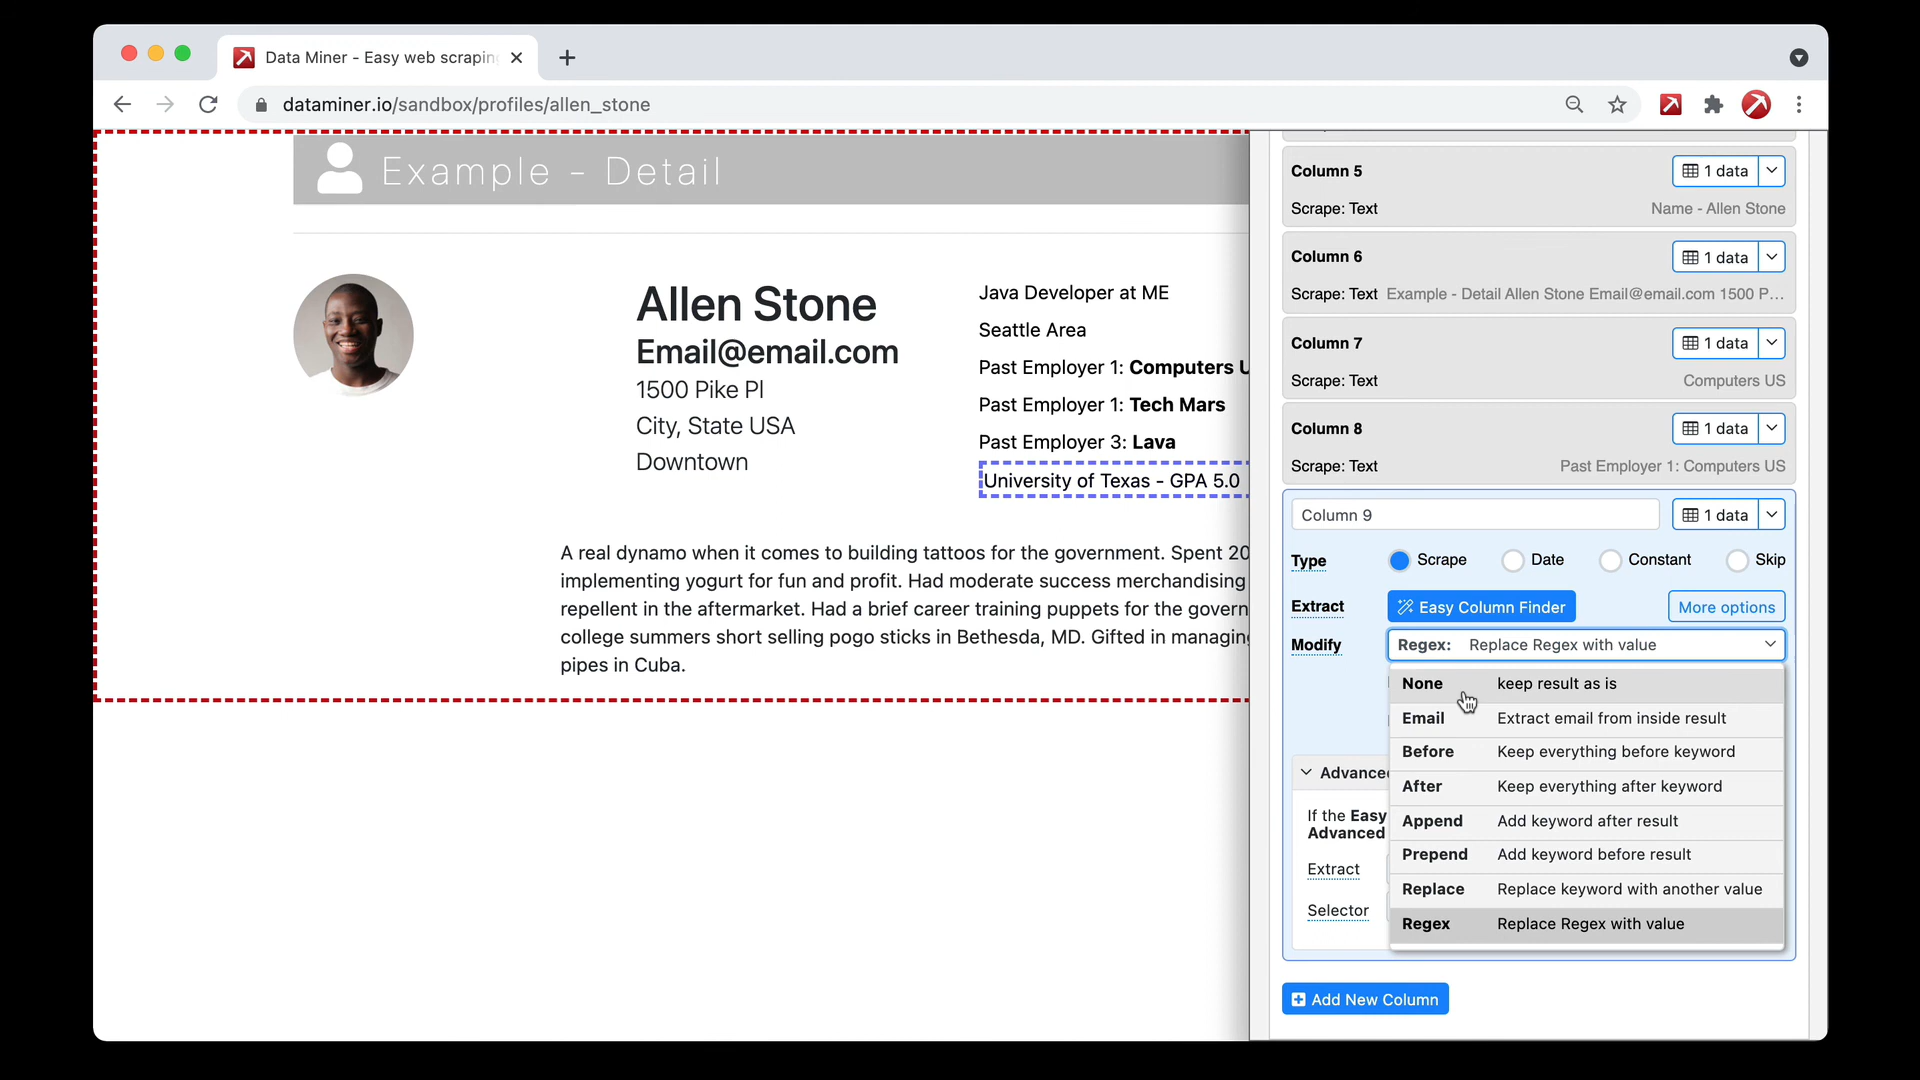 Data Miner - Easy web scraping
dataminer.io/sandbox/profiles/allen_stone
Example - Detail
Allen Stone
Email@email.com
1500 Pike Pl
City, State USA
Downtown
Java Developer at ME
Seattle Area
Past Employer 1: Computers U
Past Employer 1: Tech Mars
Past Employer 3: Lava
University of Texas - GPA 5.0
A real dynamo when it comes to building tattoos for the government. Spent 20
implementing yogurt for fun and profit. Had moderate success merchandising
repellent in the aftermarket. Had a brief career training puppets for the govern
college summers short selling pogo sticks in Bethesda, MD. Gifted in managing
pipes in Cuba.
Column 5
1 data
Scrape: Text
Name - Allen Stone
Column 6
1 data
Scrape: Text Example - Detail Allen Stone Email@email.com 1500 P...
Column 7
1 data
Scrape: Text
Computers US
Column 8
1 data
Scrape: Text
Past Employer 1: Computers US
Column 9
1 data
Type
Scrape
Date
Constant
Skip
Extract
Easy Column Finder
More options
Modify
Regex: Replace Regex with value
None keep result as is
Email Extract email from inside result
Before Keep everything before keyword
After Keep everything after keyword
Append Add keyword after result
Prepend Add keyword before result
Replace Replace keyword with another value
Regex Replace Regex with value
Advanced
If the Easy
Advanced
Extract
Selector
Add New Column